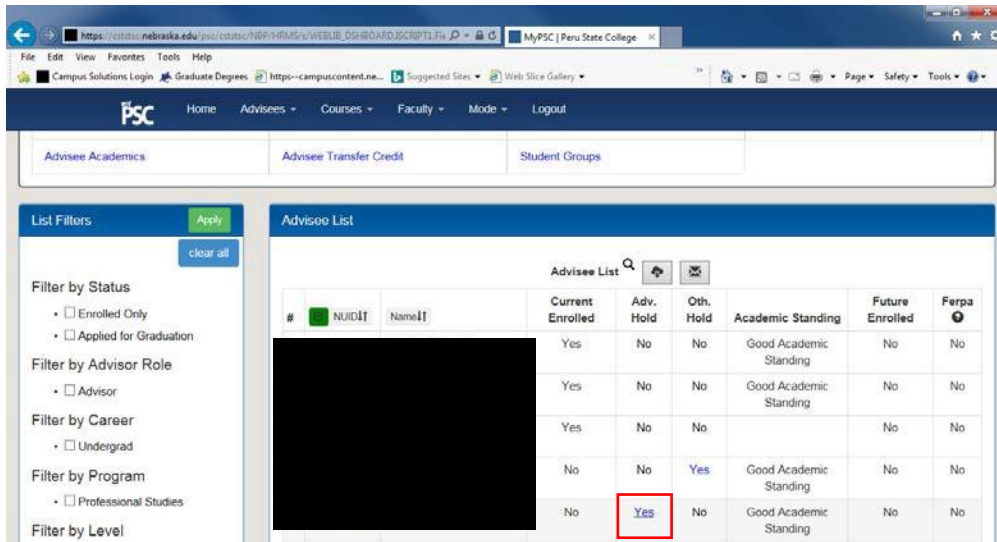 https://cststsc.nebraska.edu/psc/cststsc/NBP/HRMS/s/WEBLIB_DSHBOARD.ISCRIPT1.Fie
MyPSC | Peru State College
File Edit View Favorites Tools Help
Campus Solutions Login Graduate Degrees https--campuscontent.ne... Suggested Sites Web Slice Gallery
Page Safety Tools
PSC Home Advisees Courses Faculty Mode Logout
Advisee Academics Advisee Transfer Credit Student Groups
List Filters Apply
clear all
Filter by Status
Enrolled Only
Applied for Graduation
Filter by Advisor Role
Advisor
Filter by Career
Undergrad
Filter by Program
Professional Studies
Filter by Level
Advisee List
Advisee List
# NUID Name Current Enrolled Adv. Hold Oth. Hold Academic Standing Future Enrolled Ferpa
Yes No No Good Academic Standing No No
Yes No No Good Academic Standing No No
Yes No No No No
No No Yes Good Academic Standing No No
No Yes No Good Academic Standing No No